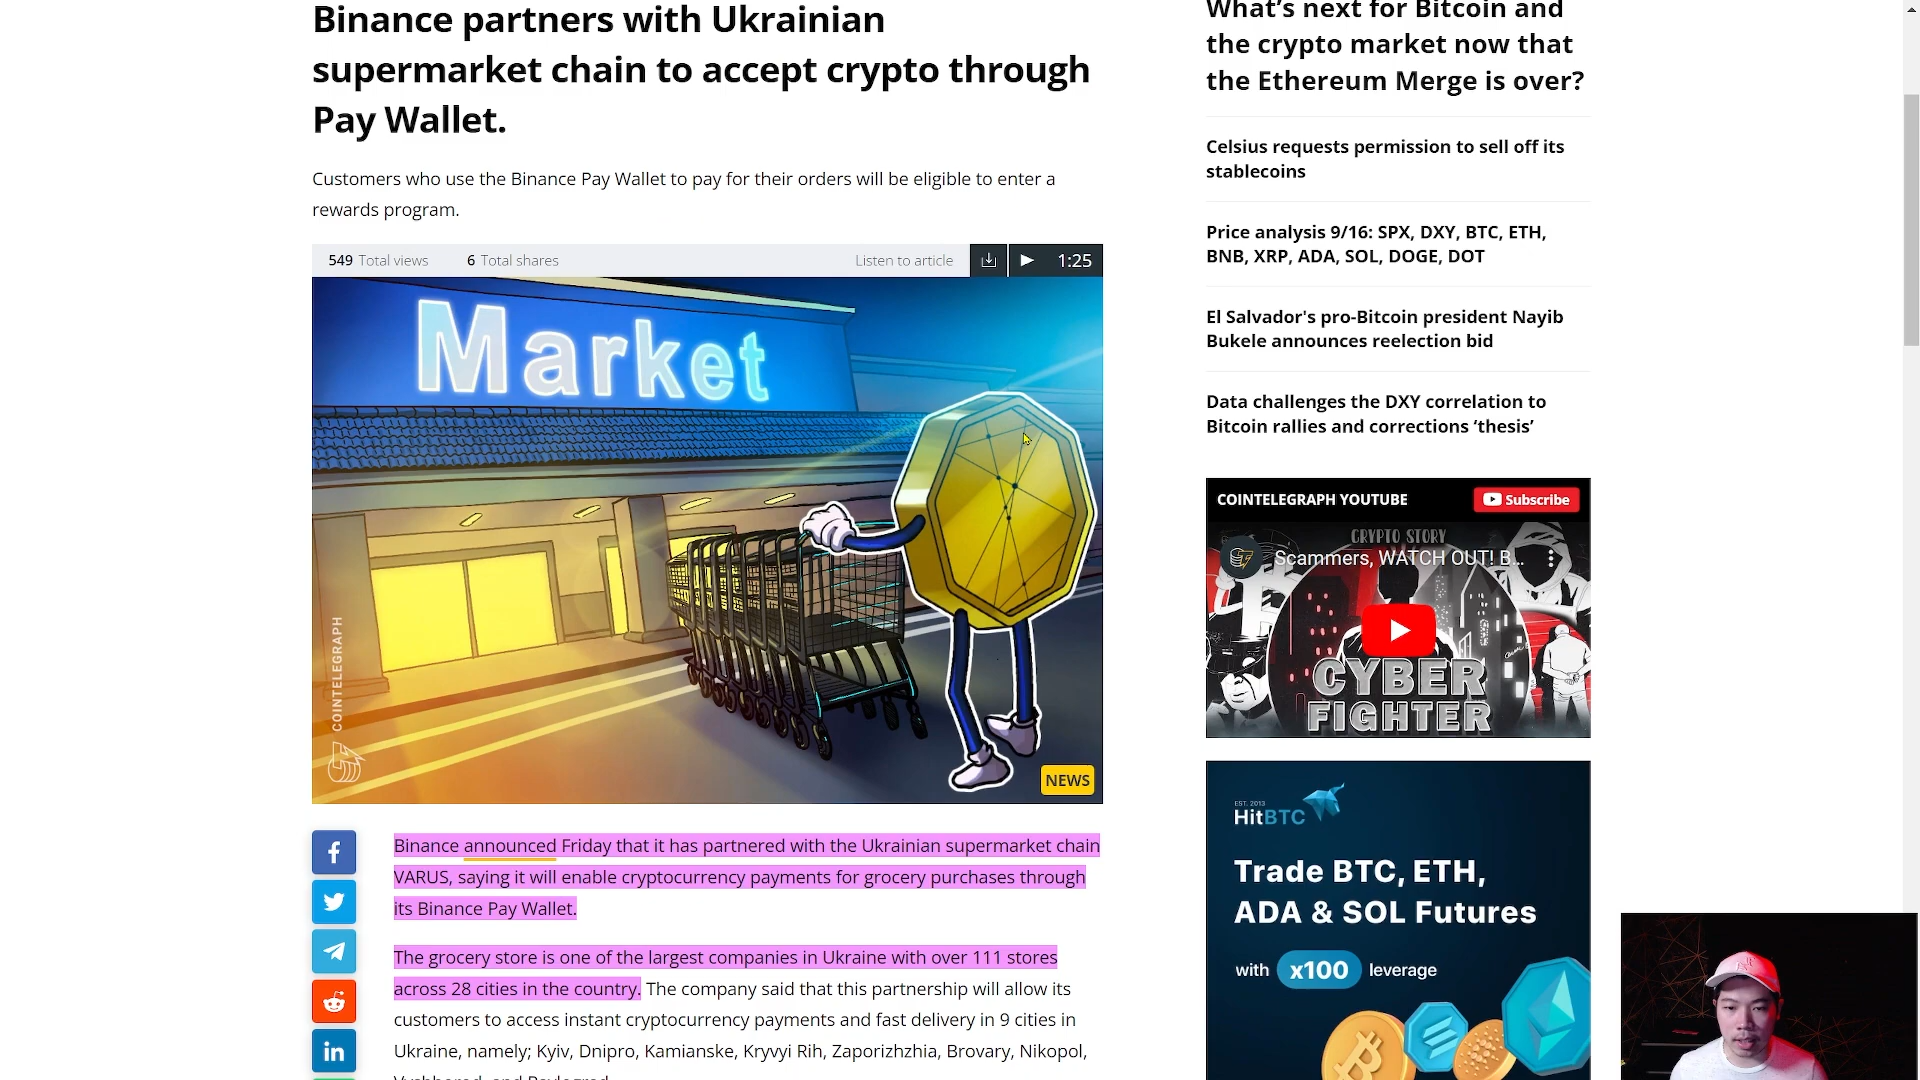 Binance partners with Ukrainian
supermarket chain to accept crypto through
Pay Wallet.
Customers who use the Binance Pay Wallet to pay for their orders will be eligible to enter a
rewards program.
549 Total views
6 Total shares
Listen to article
1:25
Market
COINTELEGRAPH
NEWS
Binance announced Friday that it has partnered with the Ukrainian supermarket chain
VARUS, saying it will enable cryptocurrency payments for grocery purchases through
its Binance Pay Wallet.
The grocery store is one of the largest companies in Ukraine with over 111 stores
across 28 cities in the country. The company said that this partnership will allow its
customers to access instant cryptocurrency payments and fast delivery in 9 cities in
Ukraine, namely; Kyiv, Dnipro, Kamianske, Kryvyi Rih, Zaporizhzhia, Brovary, Nikopol,
What's next for Bitcoin and
the crypto market now that
the Ethereum Merge is over?
Celsius requests permission to sell off its
stablecoins
Price analysis 9/16: SPX, DXY, BTC, ETH,
BNB, XRP, ADA, SOL, DOGE, DOT
El Salvador's pro-Bitcoin president Nayib
Bukele announces reelection bid
Data challenges the DXY correlation to
Bitcoin rallies and corrections ‘thesis’
COINTELEGRAPH YOUTUBE
Subscribe
CRYPTO STORY
Scammers, WATCH OUT! B...
CYBER
FIGHTER
EST. 2013
HitBTC
Trade BTC, ETH,
ADA & SOL Futures
with x100 leverage